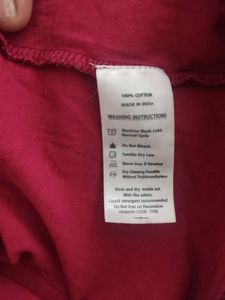 100% COTTON
MADE IN INDIA
WASHING INSTRUCTIONS
Machine Wash Cold
Normal Cycle
Do Not Bleach
Tumble Dry Low
Warm Iron if Needed
Dry Cleaning Possible
Without
Wash and dry inside out
With like colors.
Liquid detergent recommended
Do Not Iron on Decoration
VENDOR CODE: